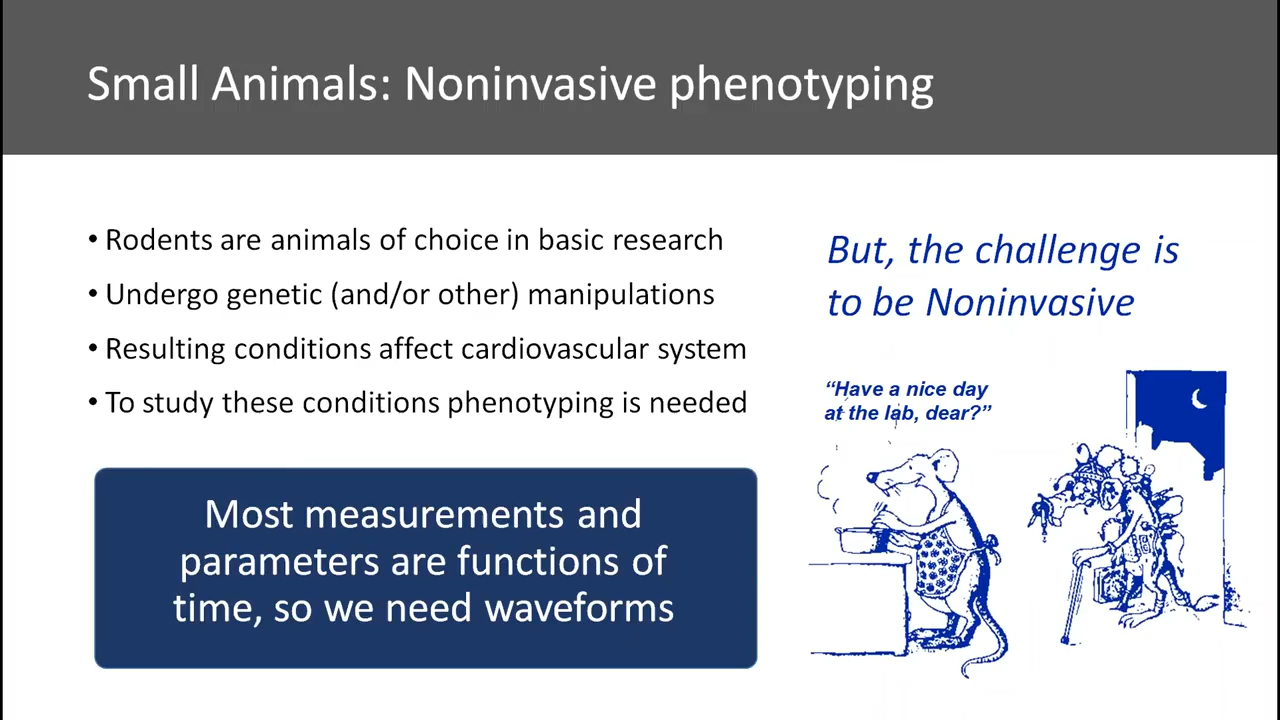 Small Animals: Noninvasive phenotyping
• Rodents are animals of choice in basic research
• Undergo genetic (and/or other) manipulations
• Resulting conditions affect cardiovascular system
• To study these conditions phenotyping is needed
Most measurements and
parameters are functions of
time, so we need waveforms
But, the challenge is
to be Noninvasive
“Have a nice day
at the lab, dear?”